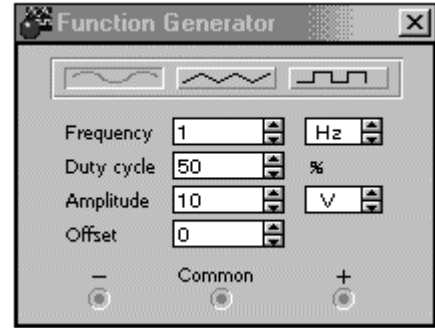 Function Generator
Frequency 1 Hz
Duty cycle 50 %
Amplitude 10 V
Offset 0
− Common +